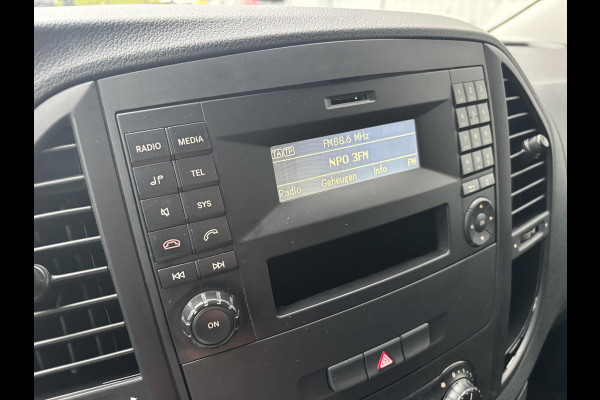 RADIO MEDIA
TEL
SYS
ON
TA/TP FM88.6 MHz
NPO 3FM
Radio Geheugen Info FM